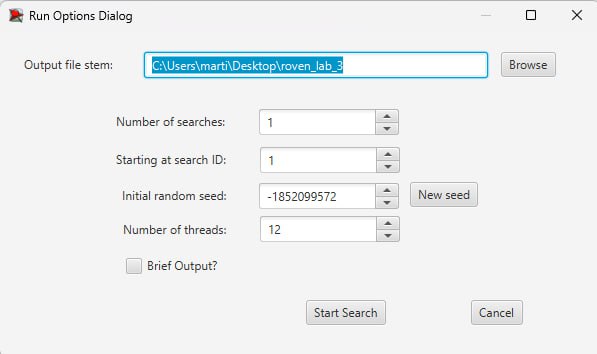 Run Options Dialog
Output file stem: C:\Users\marti\Desktop\roven_lab_3 Browse
Number of searches: 1
Starting at search ID: 1
Initial random seed: -1852099572 New seed
Number of threads: 12
Brief Output?
Start Search Cancel